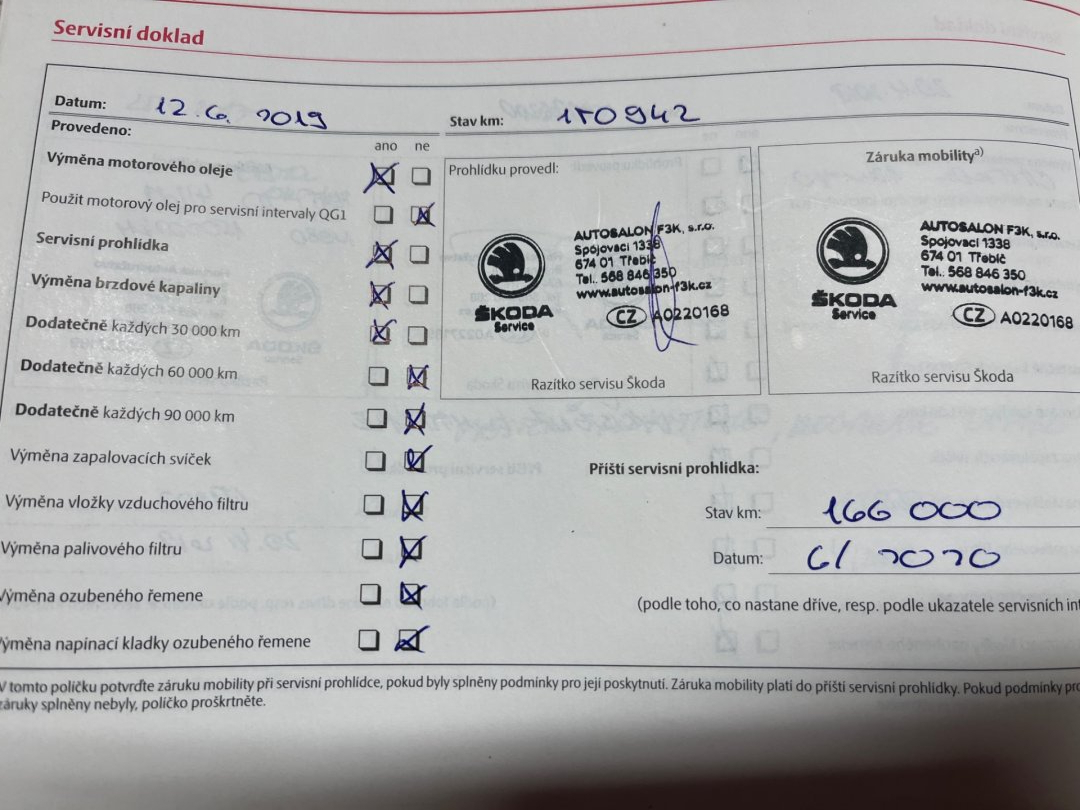 Servisní doklad
Datum: 12.6. 2019
Stav km: 150942
Provedeno:
ano ne
Výměna motorového oleje
Použit motorový olej pro servisní intervaly QG1
Servisní prohlídka
Výměna brzdové kapaliny
Dodatečně každých 30 000 km
Dodatečně každých 60 000 km
Dodatečně každých 90 000 km
Výměna zapalovacích svíček
Výměna vložky vzduchového filtru
Výměna palivového filtru
Výměna ozubeného řemene
Výměna napínací kladky ozubeného řemene
Prohlídku provedl:
ŠKODA
Service
AUTOSALON F3K, s.r.o.
Spojovací 1338
674 01 Třebíč
Tel.. 568 846 350
www.autosalon-f3k.cz
CZ A0220168
Razítko servisu Škoda
Záruka mobility a)
ŠKODA
Service
AUTOSALON F3K, s.r.o.
Spojovací 1338
674 01 Třebíč
Tel.. 568 846 350
www.autosalon-f3k.cz
CZ A0220168
Razítko servisu Škoda
Příští servisní prohlídka:
Stav km: 166 000
Datum: 6/ 2020
(podle toho, co nastane dříve, resp. podle ukazatele servisních int
V tomto políčku potvrďte záruku mobility při servisní prohlídce, pokud byly splněny podmínky pro její poskytnutí. Záruka mobility platí do příští servisní prohlídky. Pokud podmínky pro
záruky splněny nebyly, políčko proškrtněte.